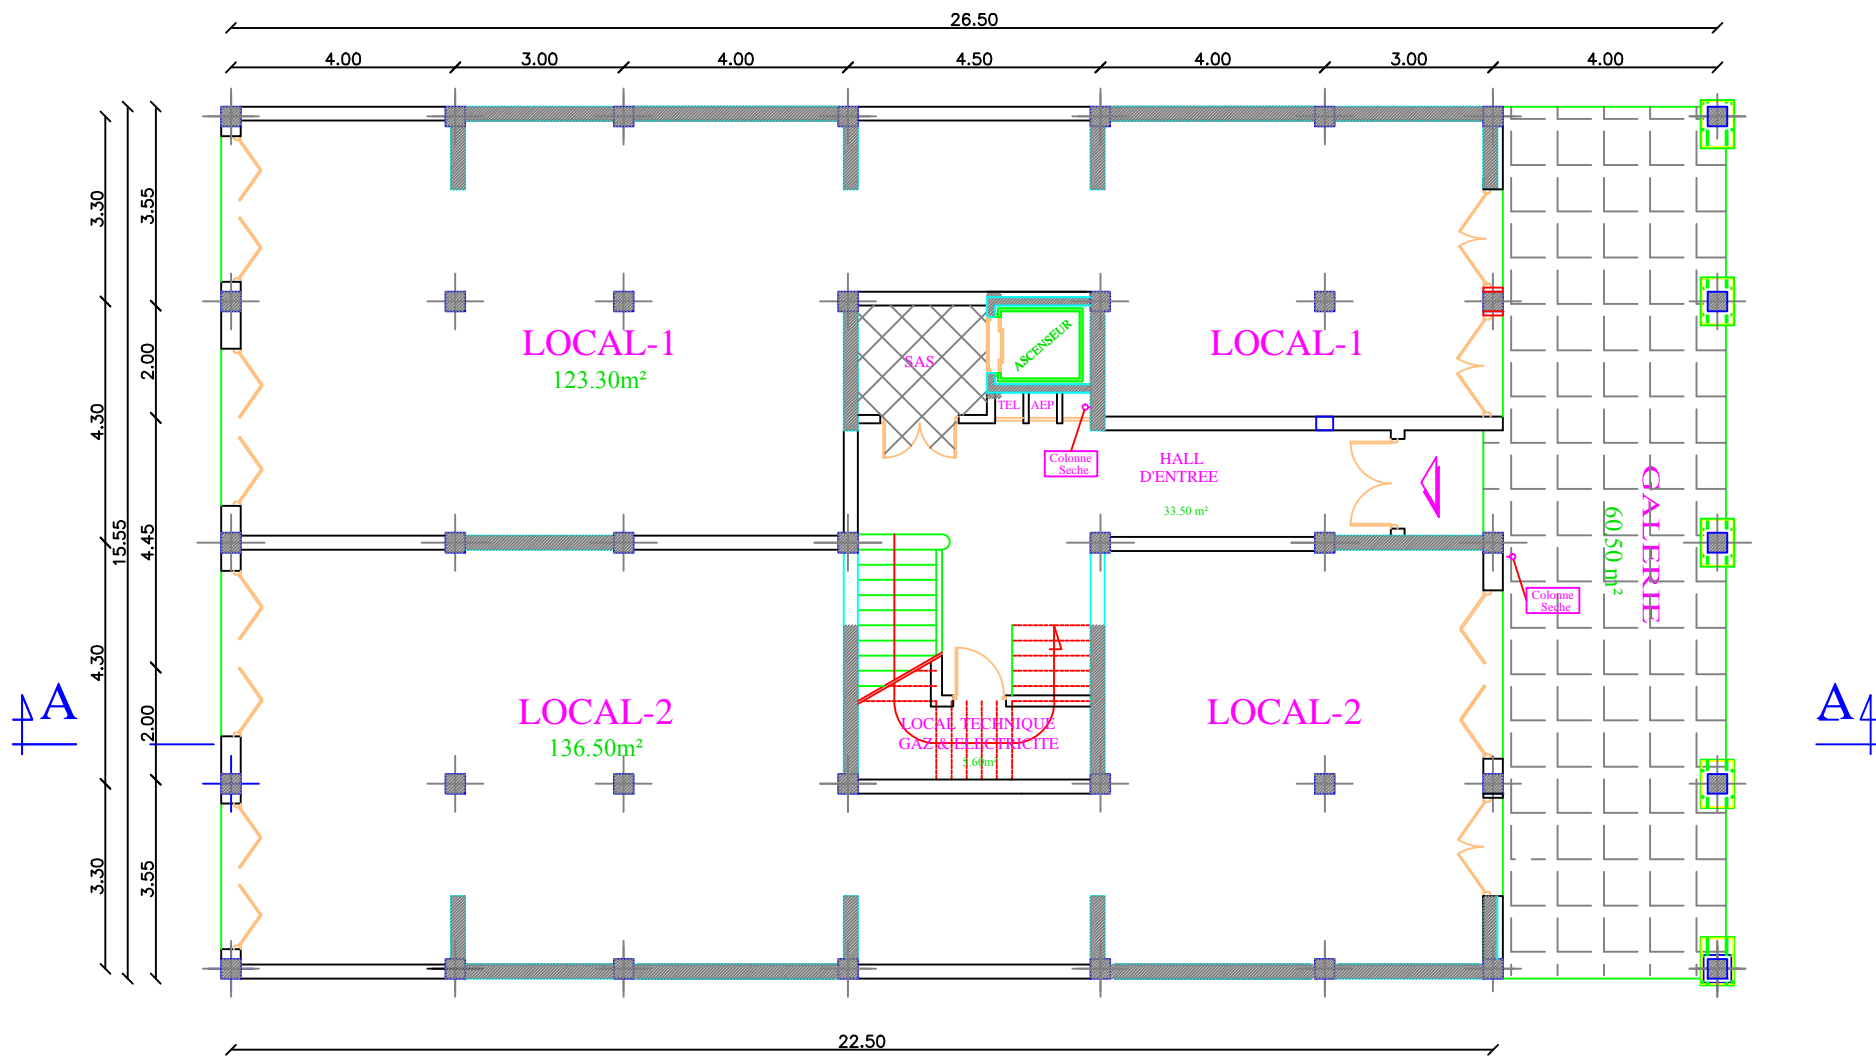 26.50
4.00
3.00
4.00
4.50
4.00
3.00
4.00
3.30
4.30
4.30
3.30
15.55
3.55
2.00
4.45
2.00
3.55
LOCAL-1
123.30m²
SAS
ASCENSEUR
LOCAL-1
TEL
AEP
Colonne
Seche
HALL
D'ENTREE
33.50 m²
GALERIE
60.50 m²
Colonne
Seche
LOCAL-2
136.50m²
LOCAL TECHNIQUE
GAZ & ELECTRICITE
5.60m²
LOCAL-2
A
A
22.50